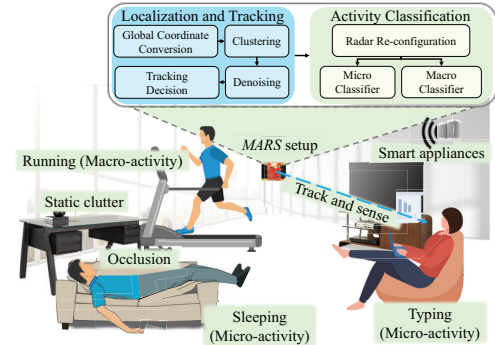 Localization and Tracking
Activity Classification
Global Coordinate
Conversion
Clustering
Tracking
Decision
Denoising
Radar Re-configuration
Micro
Classifier
Macro
Classifier
Running (Macro-activity)
MARS setup
Smart appliances
Static clutter
Track and sense
Occlusion
Sleeping
(Micro-activity)
Typing
(Micro-activity)